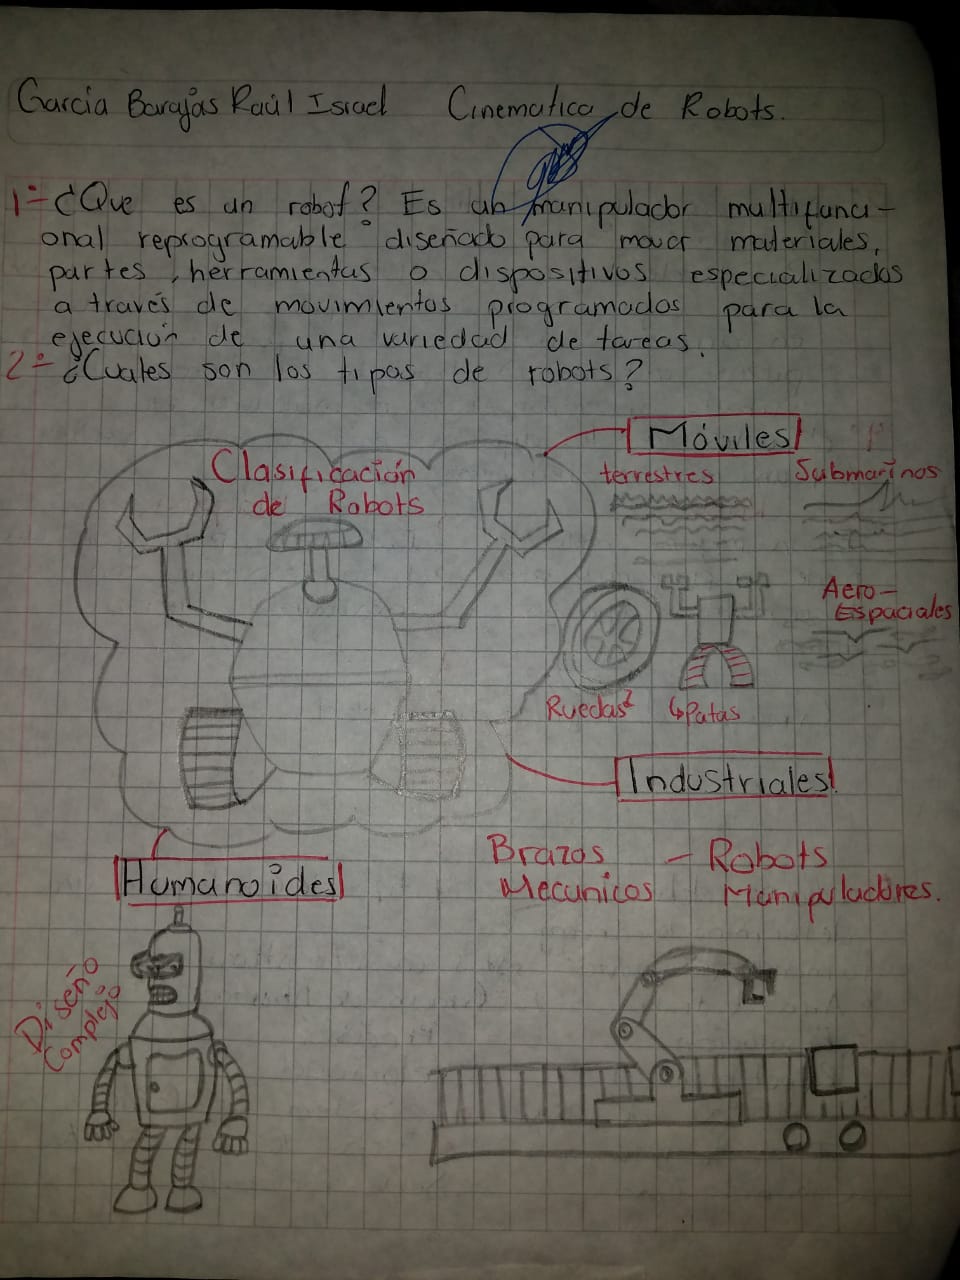 Garcia Barajas Raúl Israel Cinematica de Robots.
1- ¿Que es un robot? Es un manipulador multifunci-
onal reprogramable diseñado para mover materiales,
partes, herramientas o dispositivos especializados
a través de movimientos programados para la
ejecución de una variedad de tareas.
2- ¿Cuales son los tipos de robots?
Clasificación
de Robots
Móviles
terrestres
Submarinos
Aero-
Espaciales
Ruedas
Patas
Industriales
Brazos
Mecanicos
- Robots
Manipuladores.
Humanoides
Diseño
Complejo